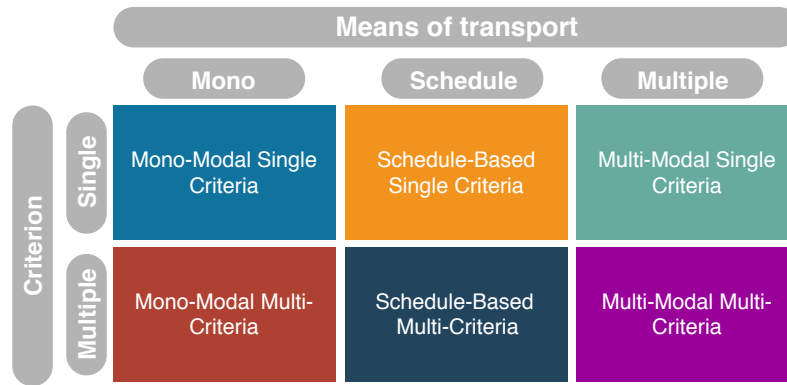 Means of transport
Mono
Schedule
Multiple
Criterion
Single
Mono-Modal Single
Criteria
Schedule-Based
Single Criteria
Multi-Modal Single
Criteria
Multiple
Mono-Modal Multi-
Criteria
Schedule-Based
Multi-Criteria
Multi-Modal Multi-
Criteria